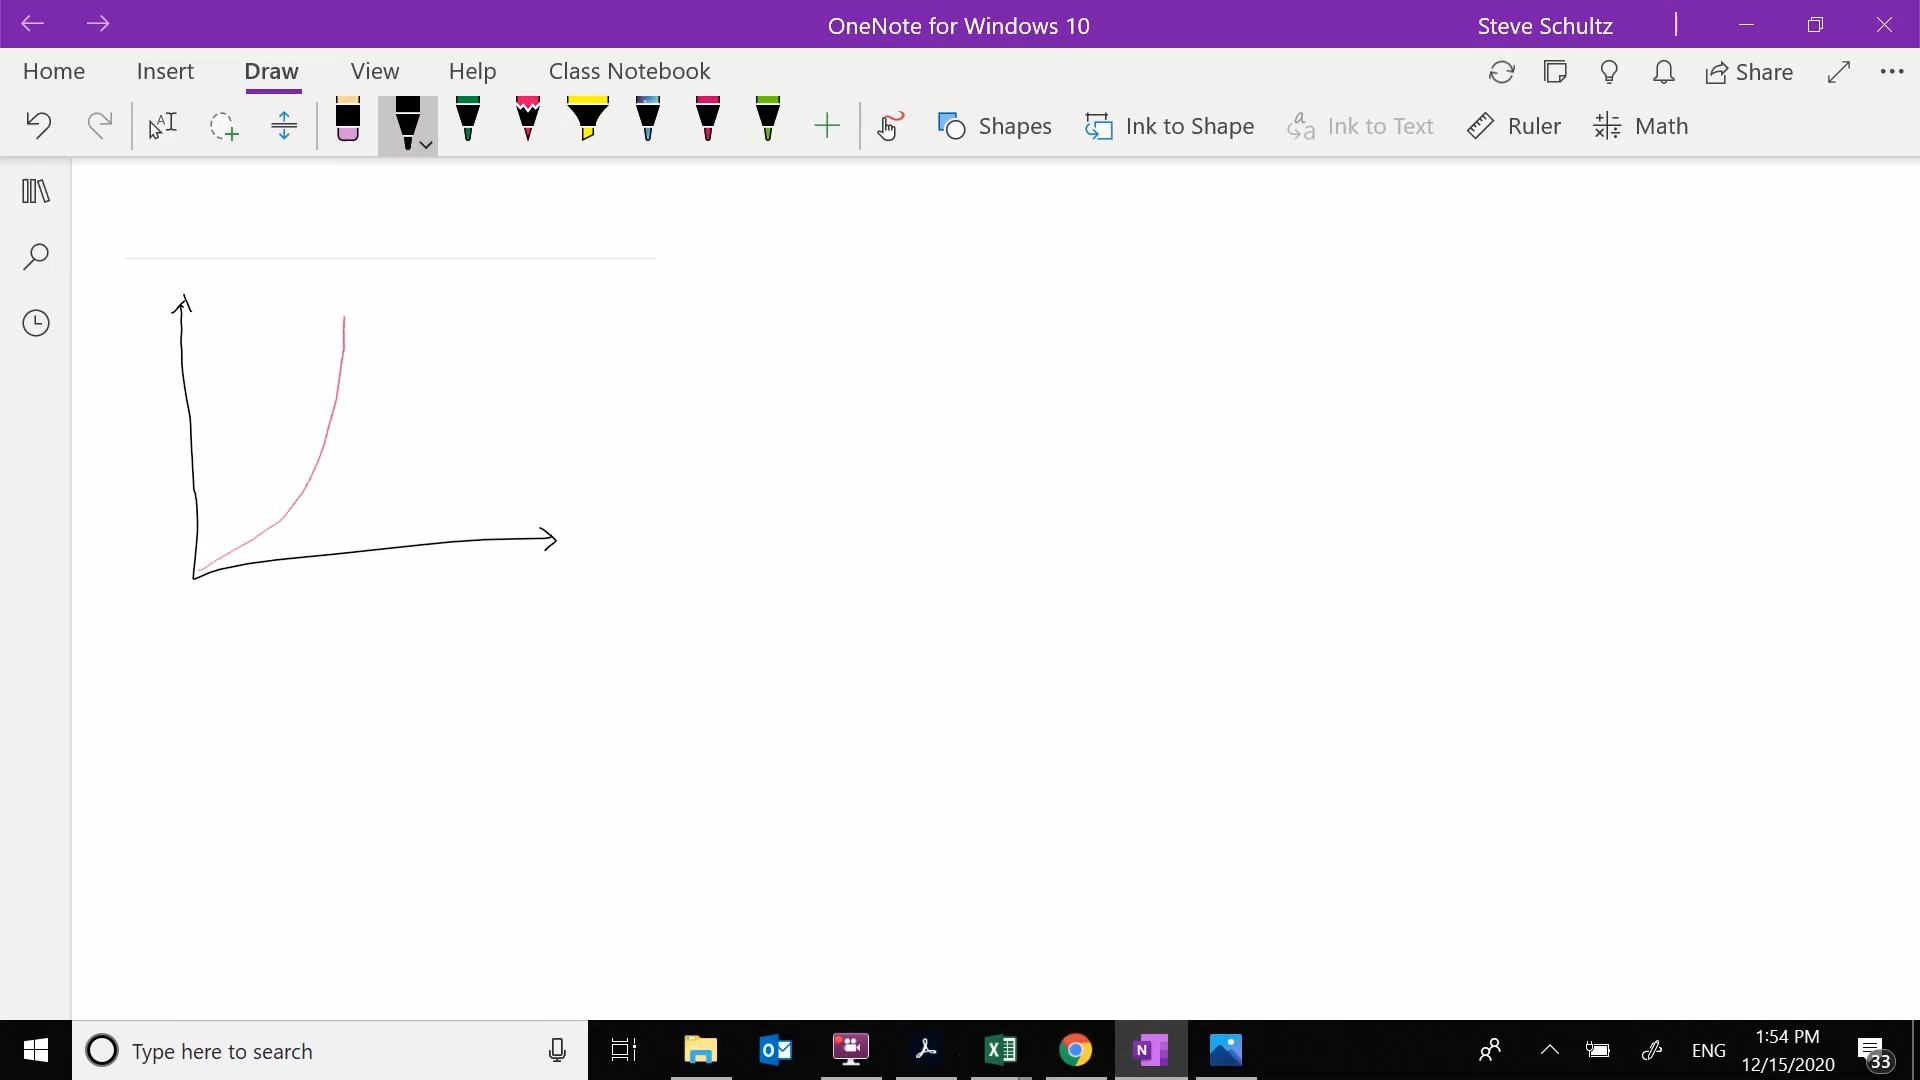 OneNote for Windows 10
Steve Schultz
Home Insert Draw View Help Class Notebook
Share
Shapes Ink to Shape Ink to Text Ruler Math
Type here to search
ENG
1:54 PM
12/15/2020
33